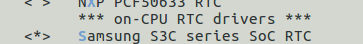 < > NXP PCF50633 RTC
*** on-CPU RTC drivers ***
<*> Samsung S3C series SoC RTC